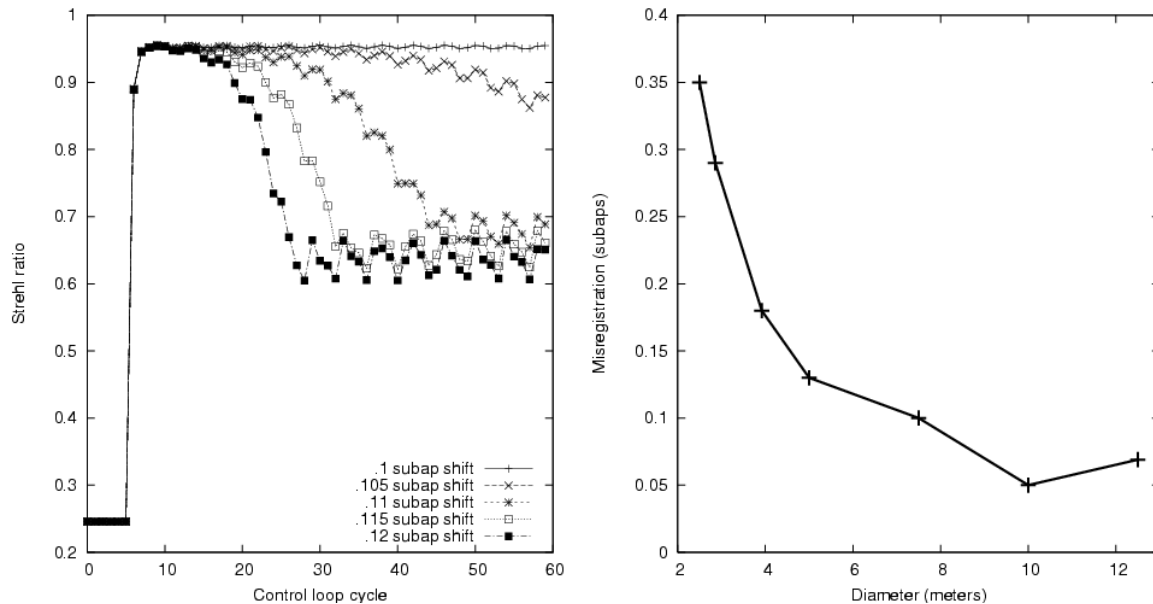 1
0.9
0.8
0.7
0.6
0.5
0.4
0.3
0.2
0 10 20 30 40 50 60
Strehl ratio
Control loop cycle
.1 subap shift
.105 subap shift
.11 subap shift
.115 subap shift
.12 subap shift
0.4
0.35
0.3
0.25
0.2
0.15
0.1
0.05
0
2 4 6 8 10 12
Misregistration (subaps)
Diameter (meters)